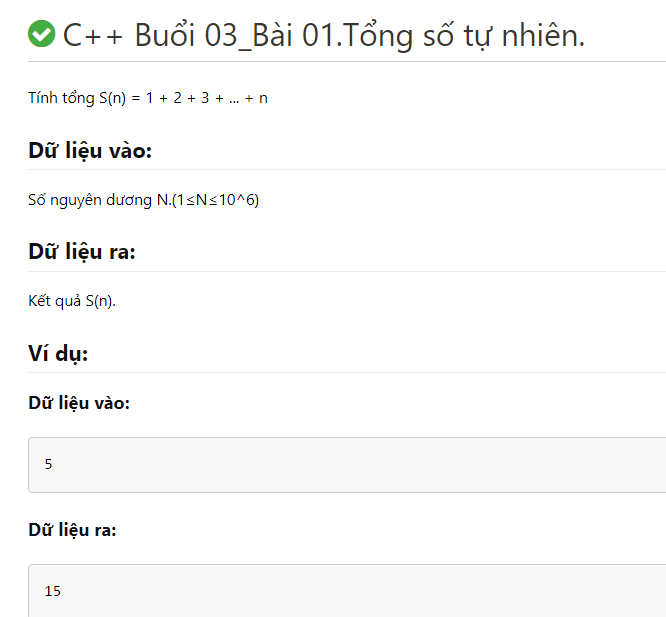 C++ Buổi 03_Bài 01.Tổng số tự nhiên.
Tính tổng S(n) = 1 + 2 + 3 + ... + n
Dữ liệu vào:
Số nguyên dương N.(1≤N≤10^6)
Dữ liệu ra:
Kết quả S(n).
Ví dụ:
Dữ liệu vào:
5
Dữ liệu ra:
15